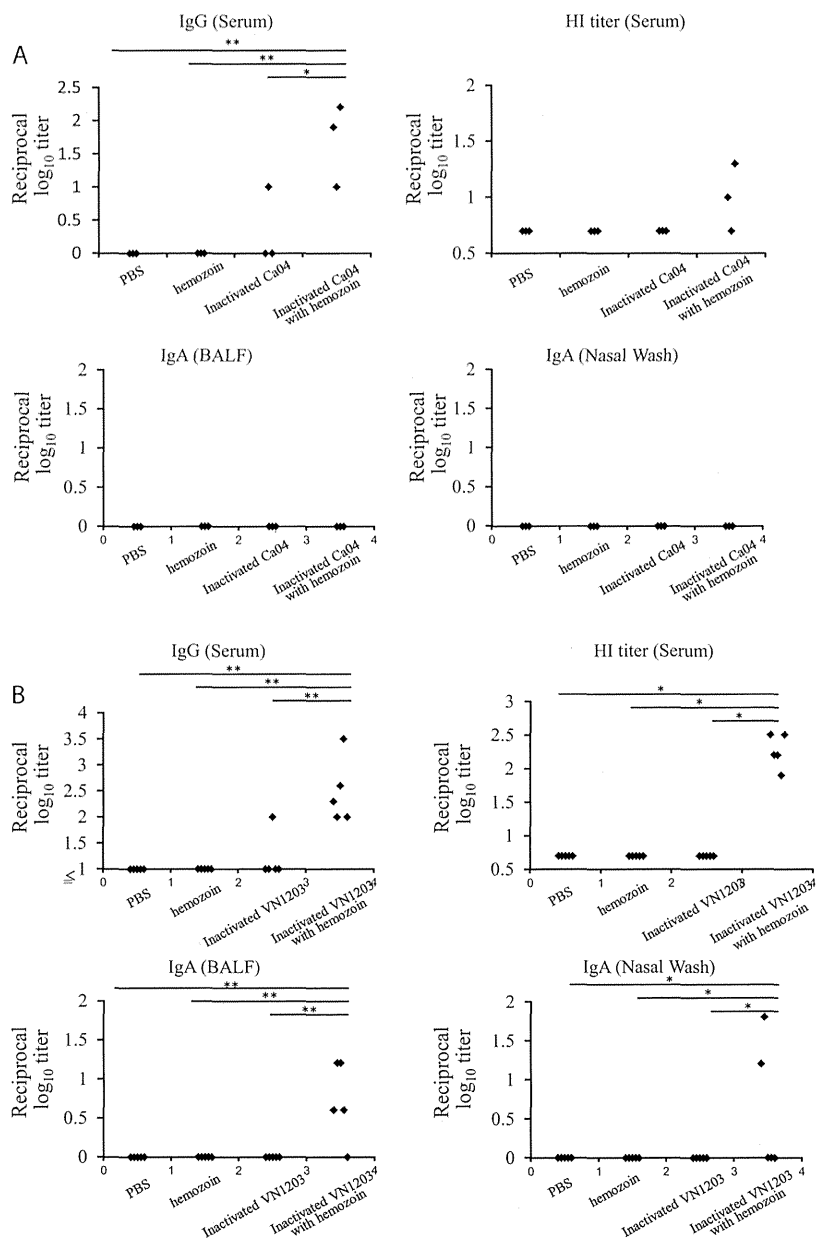 A
IgG (Serum)
**
**
*
Reciprocal
log10 titer
2.5
2
1.5
1
0.5
0
PBS
hemozoin
Inactivated Ca04
Inactivated Ca04
with hemozoin
HI titer (Serum)
Reciprocal
log10 titer
2
1.5
1
0.5
PBS
hemozoin
Inactivated Ca04
Inactivated Ca04
with hemozoin
IgA (BALF)
Reciprocal
log10 titer
2
1.5
1
0.5
0
0 1 2 3 4
PBS
hemozoin
Inactivated Ca04
Inactivated Ca04
with hemozoin
IgA (Nasal Wash)
Reciprocal
log10 titer
2
1.5
1
0.5
0
0 1 2 3 4
PBS
hemozoin
Inactivated Ca04
Inactivated Ca04
with hemozoin
B
IgG (Serum)
**
**
**
Reciprocal
log10 titer
4
3.5
3
2.5
2
1.5
≦1
0 1 2 3 4
PBS
hemozoin
Inactivated VN1203
Inactivated VN1203
with hemozoin
HI titer (Serum)
*
*
*
Reciprocal
log10 titer
3
2.5
2
1.5
1
0.5
0 1 2 3 4
PBS
hemozoin
Inactivated VN1203
Inactivated VN1203
with hemozoin
IgA (BALF)
**
**
**
Reciprocal
log10 titer
2
1.5
1
0.5
0
0 1 2 3 4
PBS
hemozoin
Inactivated VN1203
Inactivated VN1203
with hemozoin
IgA (Nasal Wash)
*
*
*
Reciprocal
log10 titer
2
1.5
1
0.5
0
0 1 2 3 4
PBS
hemozoin
Inactivated VN1203
Inactivated VN1203
with hemozoin